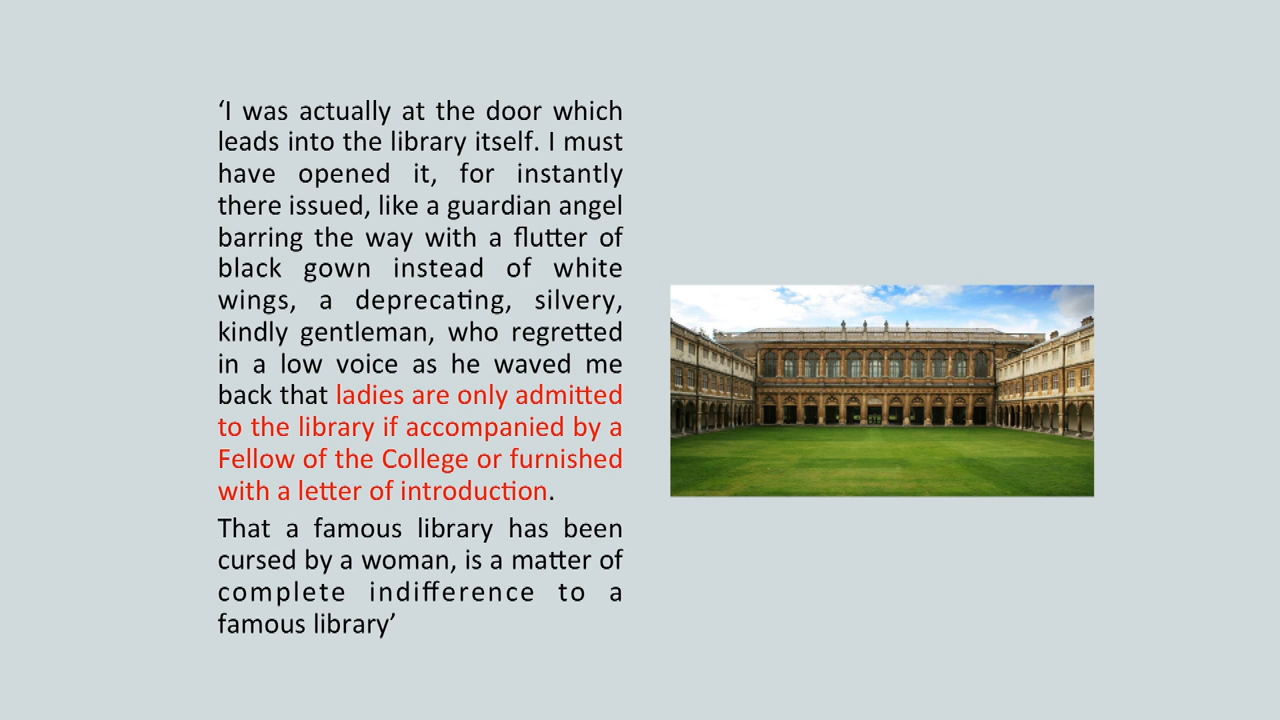 ‘I was actually at the door which
leads into the library itself. I must
have opened it, for instantly
there issued, like a guardian angel
barring the way with a flutter of
black gown instead of white
wings, a deprecating, silvery,
kindly gentleman, who regretted
in a low voice as he waved me
back that ladies are only admitted
to the library if accompanied by a
Fellow of the College or furnished
with a letter of introduction.
That a famous library has been
cursed by a woman, is a matter of
complete indifference to a
famous library’